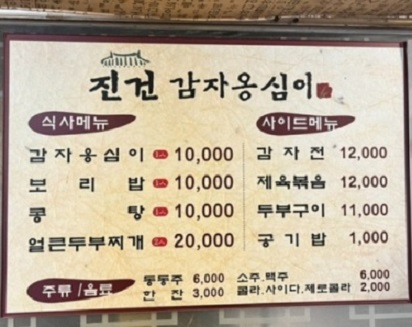 진건 감자옹심이
식사메뉴
감자옹심이 10,000
보리밥 10,000
콩탕 10,000
얼큰두부찌개 20,000
사이드메뉴
감자전 12,000
제육볶음 12,000
두부구이 11,000
공기밥 1,000
주류/음료
동동주 6,000
한잔 3,000
소주.맥주 6,000
콜라.사이다.제로콜라 2,000